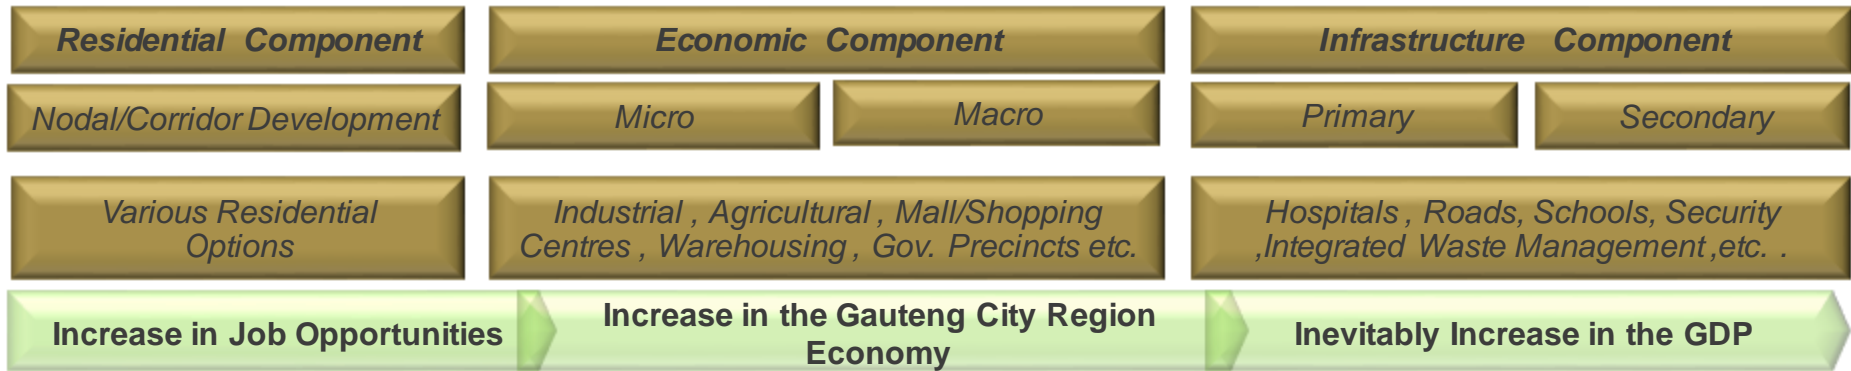 Residential Component
Economic Component
Infrastructure Component
Nodal/Corridor Development
Micro
Macro
Primary
Secondary
Various Residential
Options
Industrial , Agricultural , Mall/Shopping
Centres , Warehousing , Gov. Precincts etc.
Hospitals , Roads, Schools, Security
,Integrated Waste Management ,etc. .
Increase in Job Opportunities
Increase in the Gauteng City Region
Economy
Inevitably Increase in the GDP